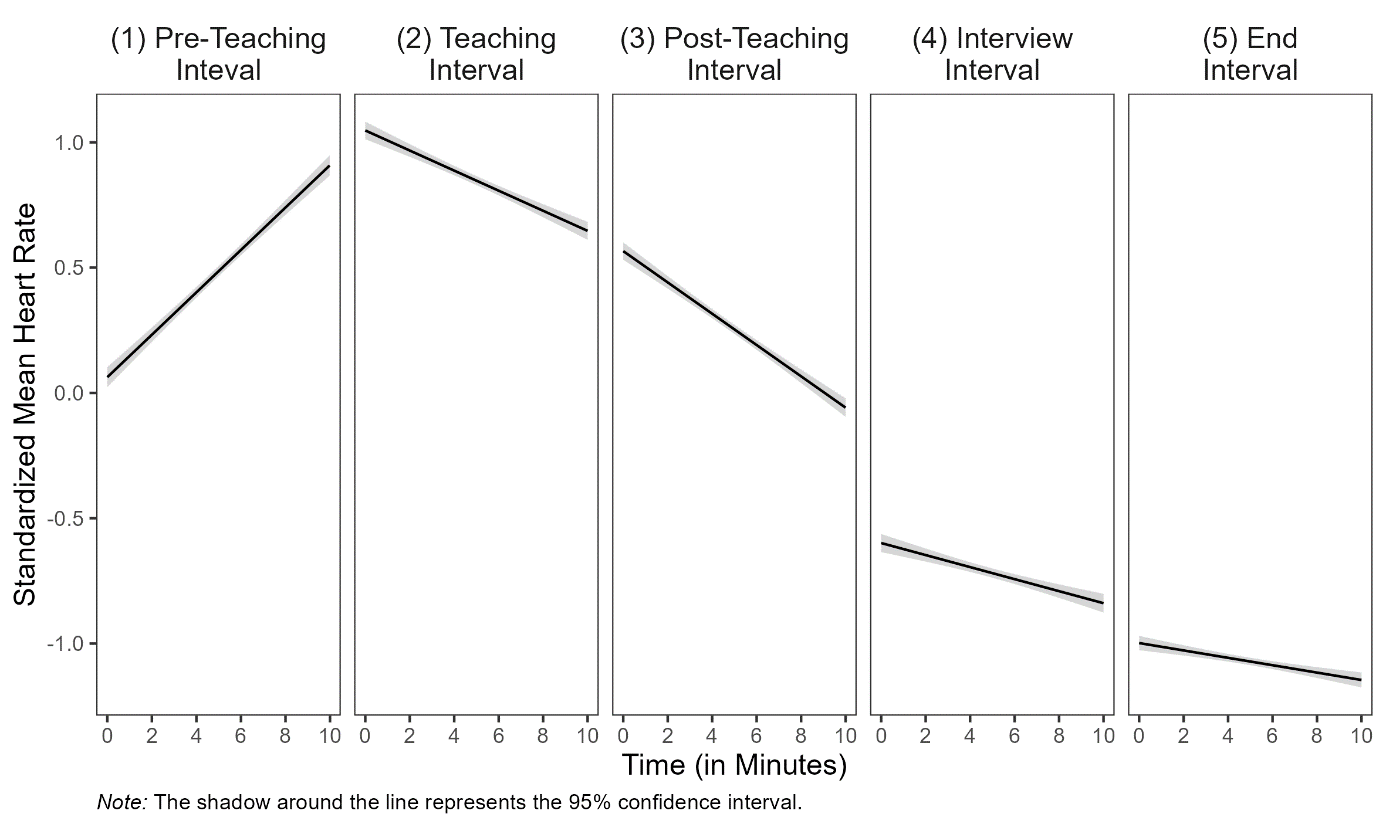 (1) Pre-Teaching
Inteval
(2) Teaching
Interval
(3) Post-Teaching
Interval
(4) Interview
Interval
(5) End
Interval
Standardized Mean Heart Rate
1.0
0.5
0.0
-0.5
-1.0
0 2 4 6 8 10
0 2 4 6 8 10
0 2 4 6 8 10
0 2 4 6 8 10
0 2 4 6 8 10
Time (in Minutes)
Note: The shadow around the line represents the 95% confidence interval.